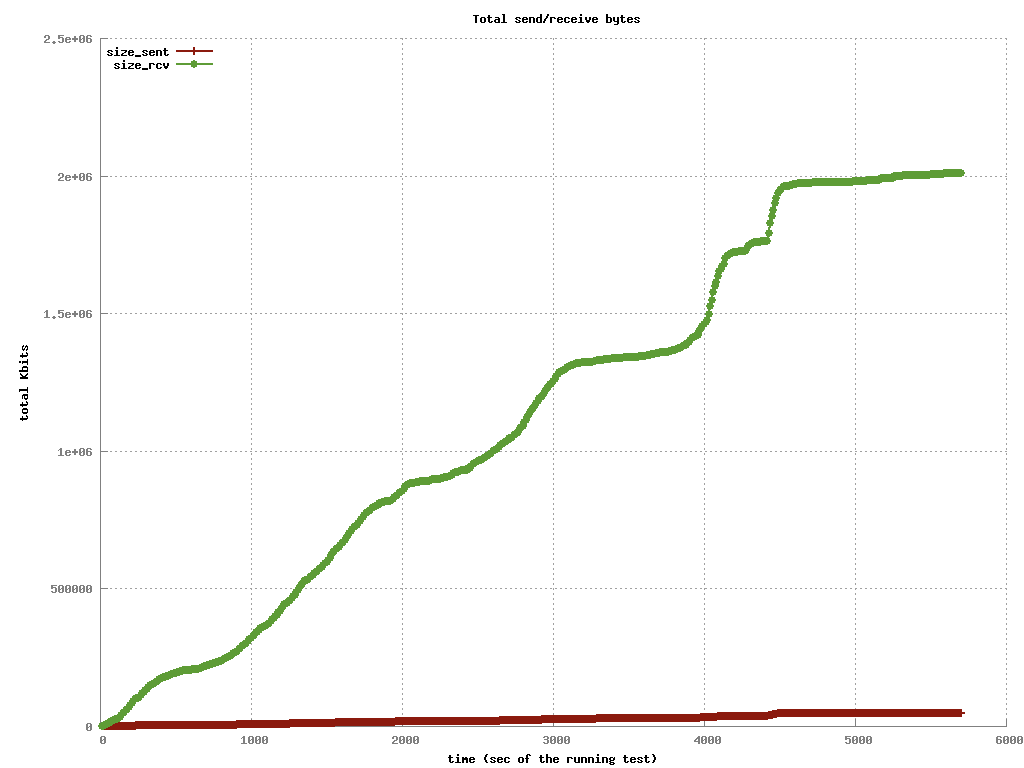 Total send/receive bytes
2.5e+06
size_sent
size_rcv
2e+06
1.5e+06
total Kbits
1e+06
500000
0
0 1000 2000 3000 4000 5000 6000
time (sec of the running test)